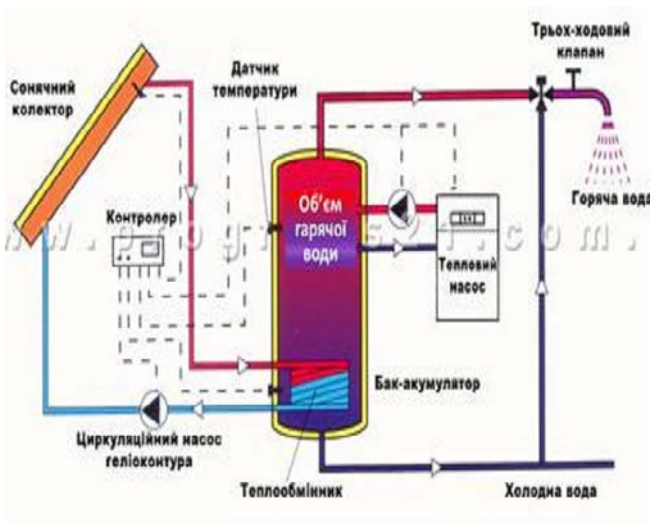 Трьох-ходовий
клапан
Сонячний
колектор
Датчик
температури
Горяча вода
Контролер
Об'єм
гарячої
води
Тепловий
насос
Бак-акумулятор
Циркуляційний насос
геліоконтура
Теплообмінник
Холодна вода